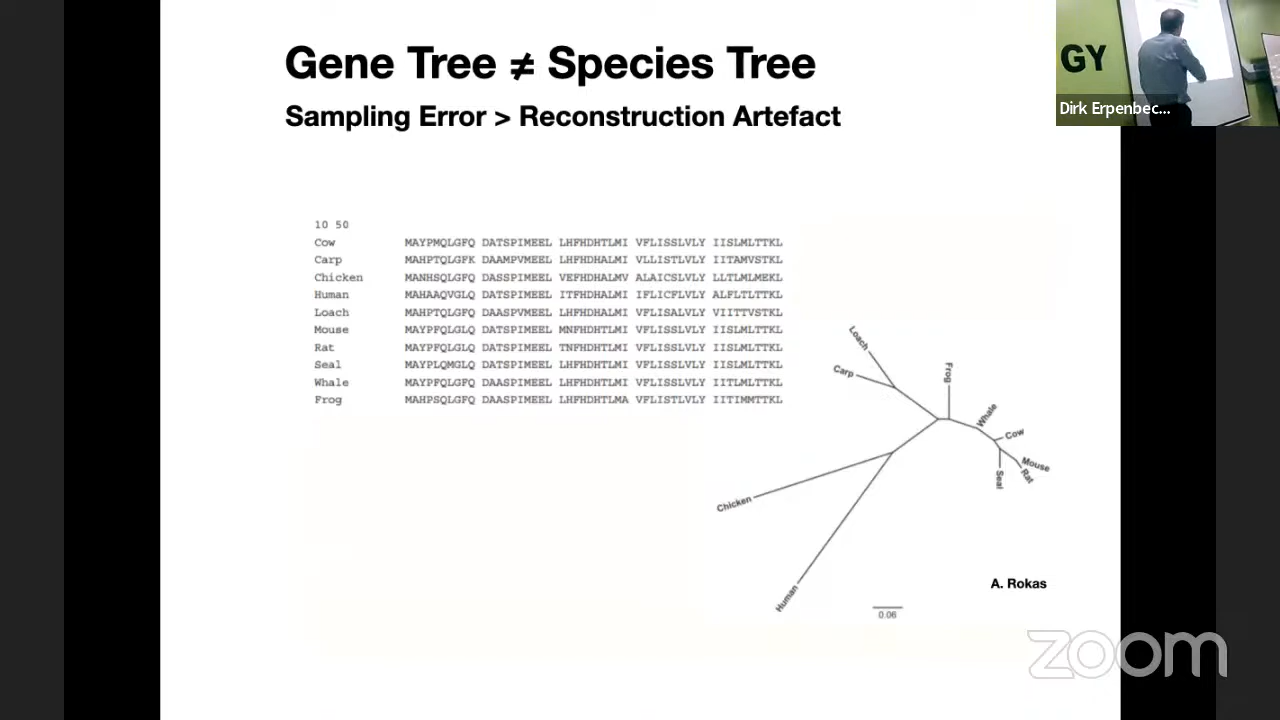 Gene Tree ≠ Species Tree
Sampling Error > Reconstruction Artefact
GY
Dirk Erpenbec...
10 50
Cow MAYPMQLGFQ DATSPIMEEL LHFHDHTLMI VFLISSLVLY IISLMLTTKL
Carp MAHPTQLGFK DAAMPVMEEL LHFHDHALMI VLLISTLVLY IITAMVSTKL
Chicken MANHSQLGFQ DASSPIMEEL VEFHDHALMV ALAICSLVLY LLTLMLMEKL
Human MAHAAQVGLQ DATSPIMEEL ITFHDHALMI IFLICFLVLY ALFLTLTTKL
Loach MAHPTQLGFQ DAASPVMEEL LHFHDHALMI VFLISALVLY VIITTVSTKL
Mouse MAYPFQLGLQ DATSPIMEEL MNFHDHTLMI VFLISSLVLY IISLMLTTKL
Rat MAYPFQLGLQ DATSPIMEEL TNFHDHTLMI VFLISSLVLY IISLMLTTKL
Seal MAYPLQMGLQ DATSPIMEEL LHFHDHTLMI VFLISSLVLY IISLMLTTKL
Whale MAYPFQLGFQ DAASPIMEEL LHFHDHTLMI VFLISSLVLY IITLMLTTKL
Frog MAHPSQLGFQ DAASPIMEEL LHFHDHTLMA VFLISTLVLY IITIMMTTKL
Loach
Carp
Frog
Whale
Cow
Mouse
Rat
Seal
Chicken
Human
0.06
A. Rokas
zoom